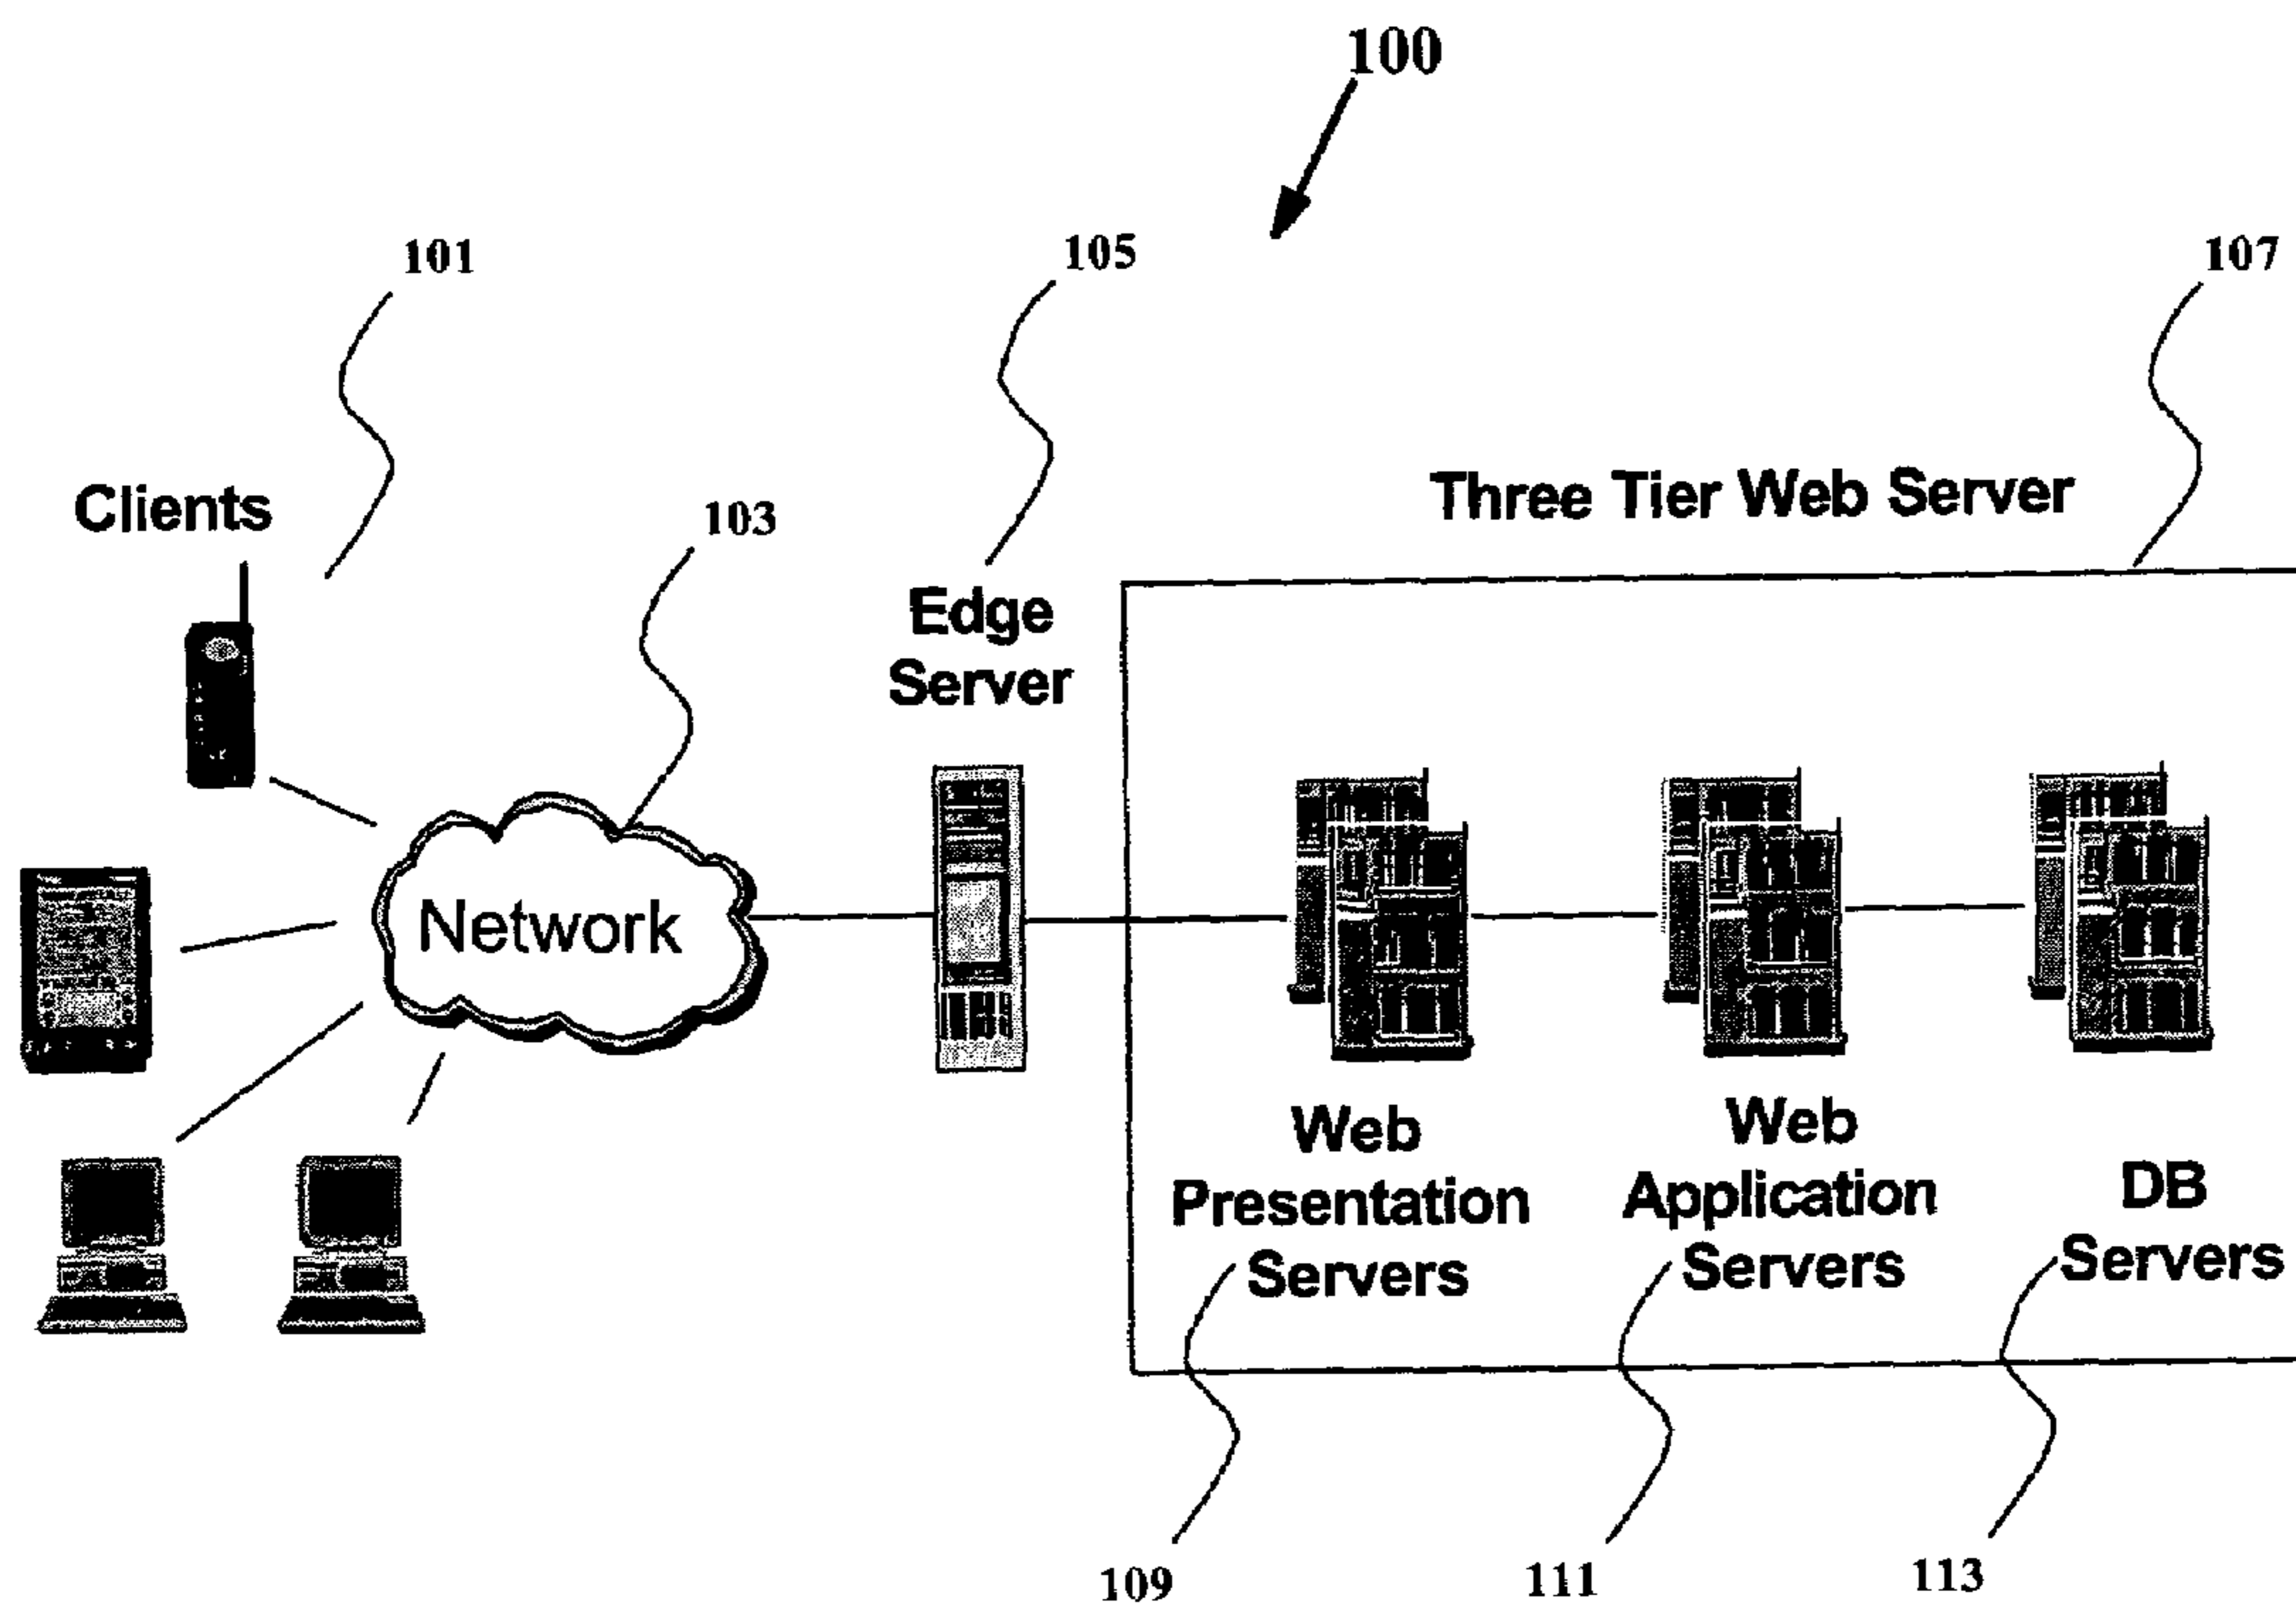 100
101
105
107
Clients
103
Three Tier Web Server
Edge
Server
Network
Web
Presentation
Servers
Web
Application
Servers
DB
Servers
109
111
113